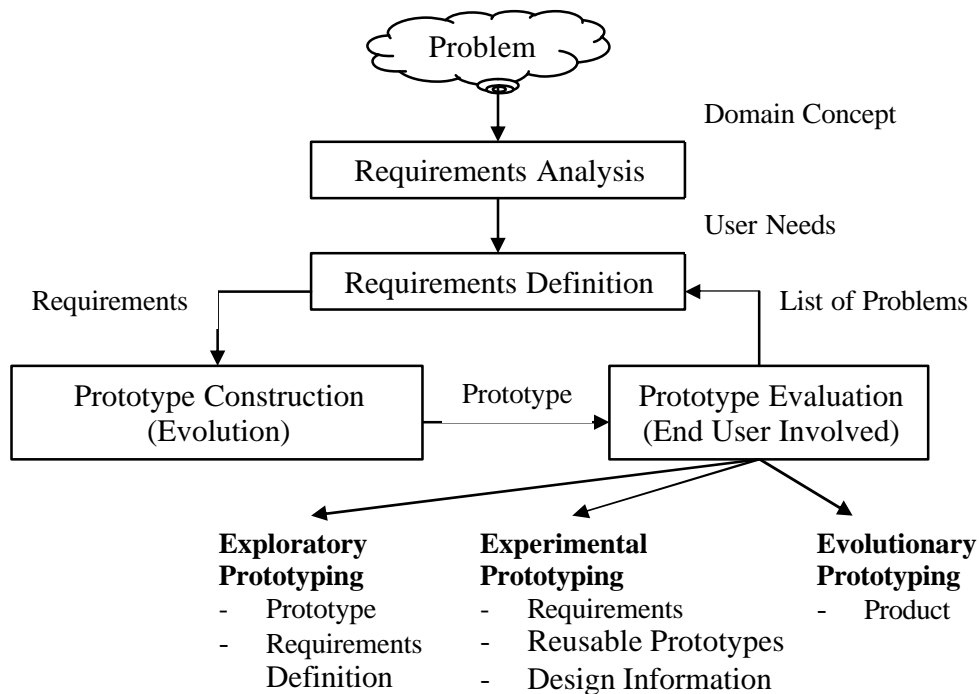 Problem
Domain Concept
Requirements Analysis
User Needs
Requirements Definition
Requirements
List of Problems
Prototype Construction
(Evolution)
Prototype
Prototype Evaluation
(End User Involved)
Exploratory
Prototyping
- Prototype
- Requirements
Definition
Experimental
Prototyping
- Requirements
- Reusable Prototypes
- Design Information
Evolutionary
Prototyping
- Product